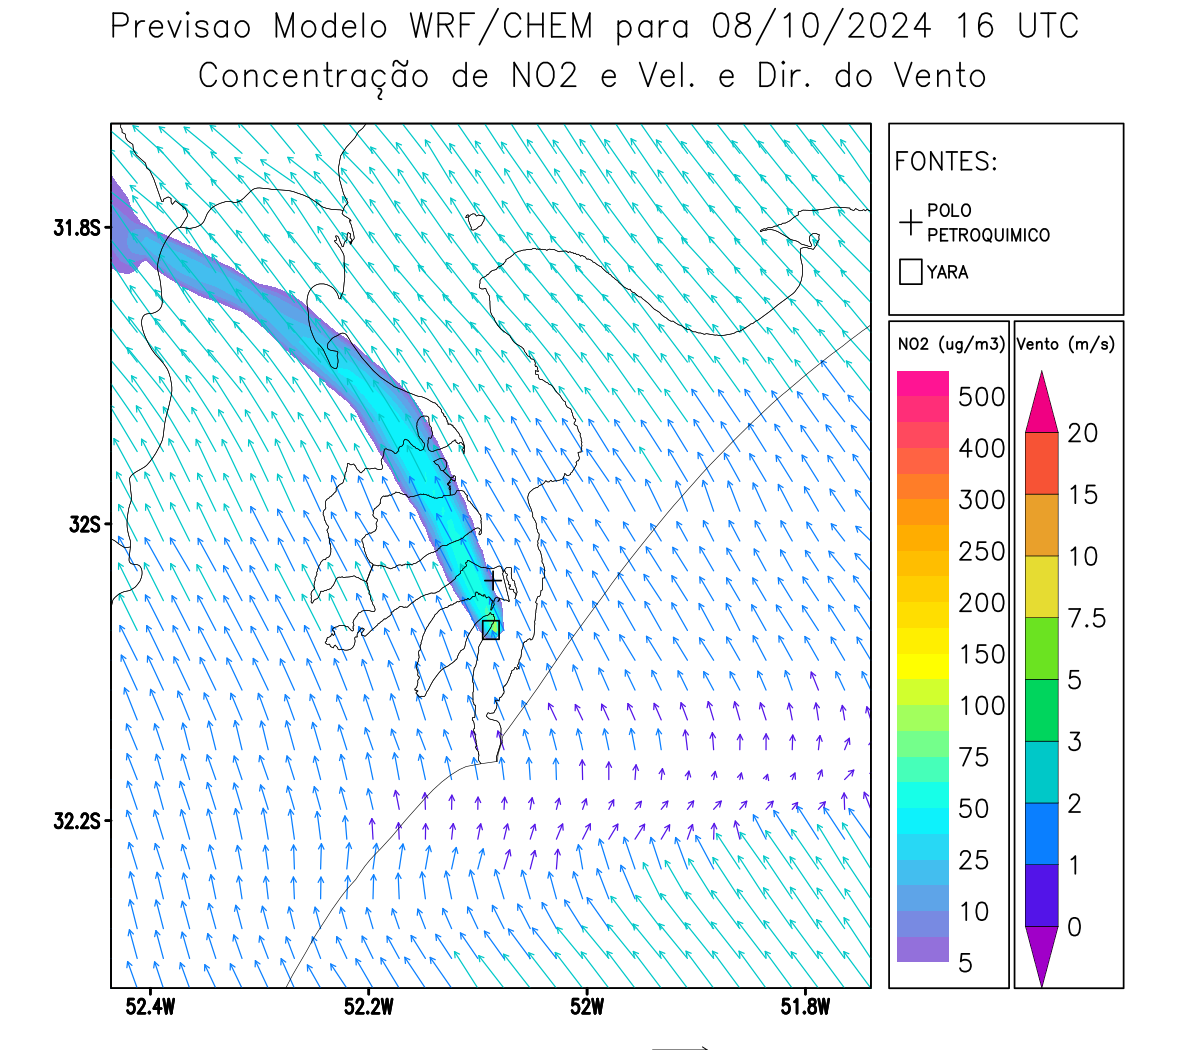 Previsao Modelo WRF/CHEM para 08/10/2024 16 UTC
Concentração de NO2 e Vel. e Dir. do Vento
FONTES:
POLO
PETROQUIMICO
YARA
NO2 (ug/m3)
500
400
300
250
200
150
100
75
50
25
10
5
Vento (m/s)
20
15
10
7.5
5
3
2
1
0
31.8S
32S
32.2S
52.4W
52.2W
52W
51.8W